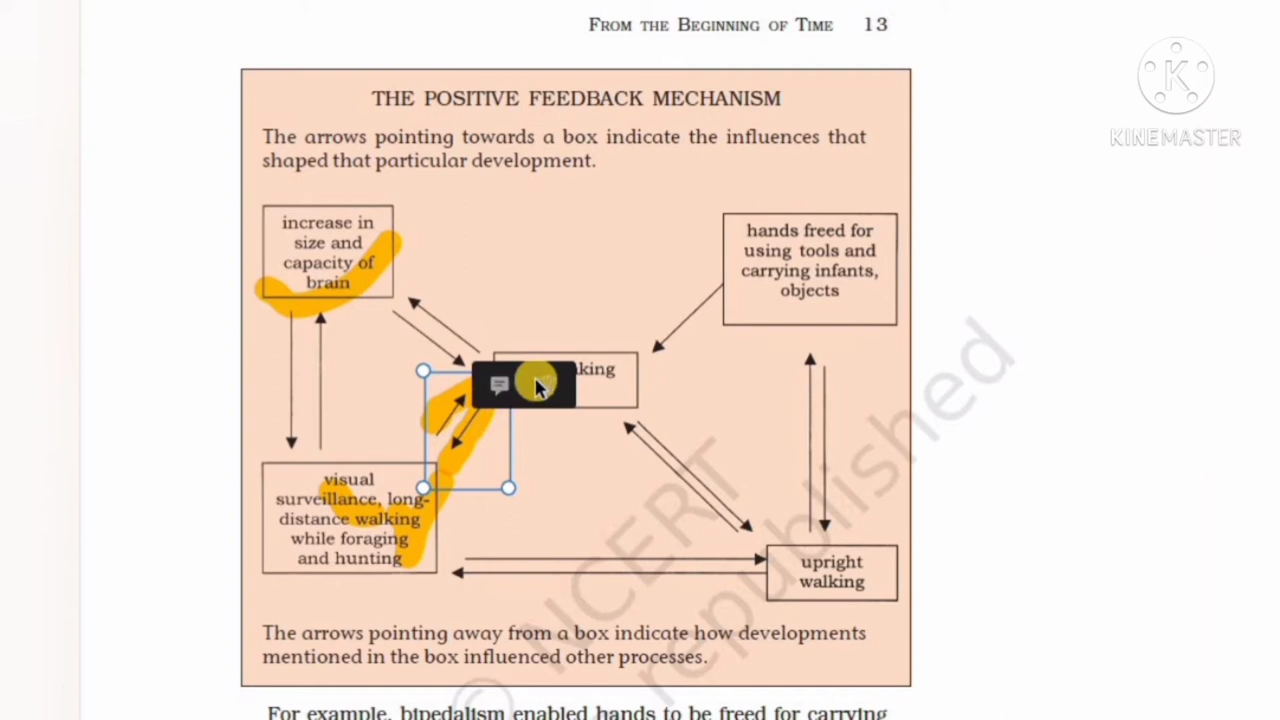 FROM THE BEGINNING OF TIME 13
KINEMASTER
THE POSITIVE FEEDBACK MECHANISM
The arrows pointing towards a box indicate the influences that
shaped that particular development.
increase in
size and
capacity of
brain
hands freed for
using tools and
carrying infants,
objects
visual
surveillance, long-
distance walking
while foraging
and hunting
upright
walking
© NCERT
republished
The arrows pointing away from a box indicate how developments
mentioned in the box influenced other processes.
For example, bipedalism enabled hands to be freed for carrying